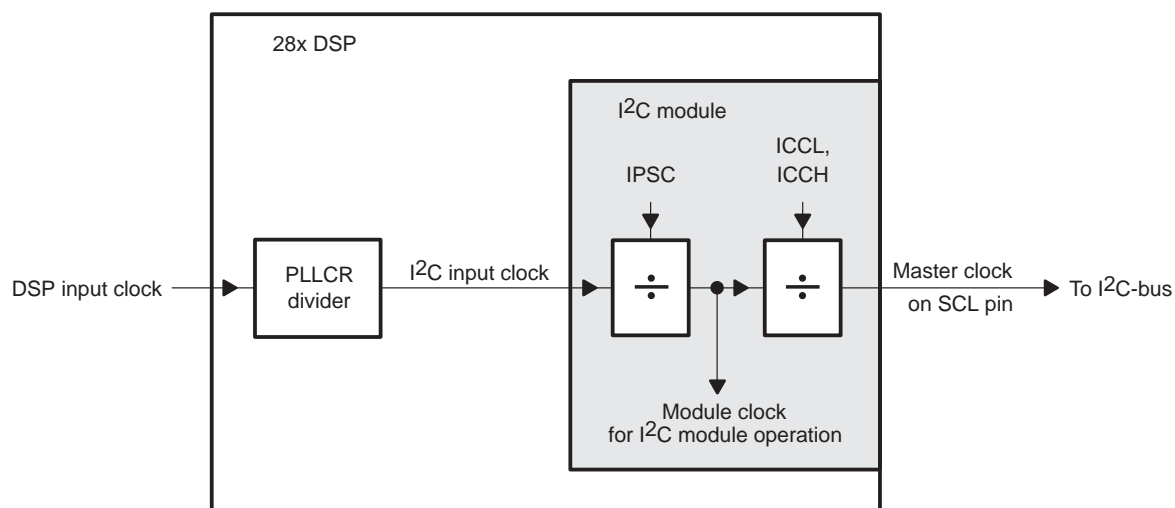 28x DSP
I²C module
ICCL,
ICCH
IPSC
÷
÷
PLLCR
divider
DSP input clock
I²C input clock
Master clock
on SCL pin
To I²C-bus
Module clock
for I²C module operation